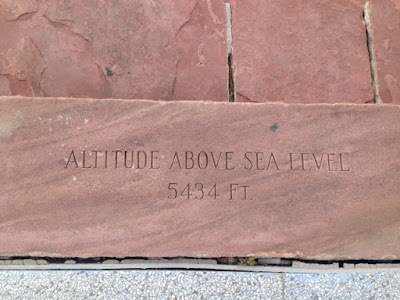 ALTITUDE ABOVE SEA LEVEL
5434 FT.